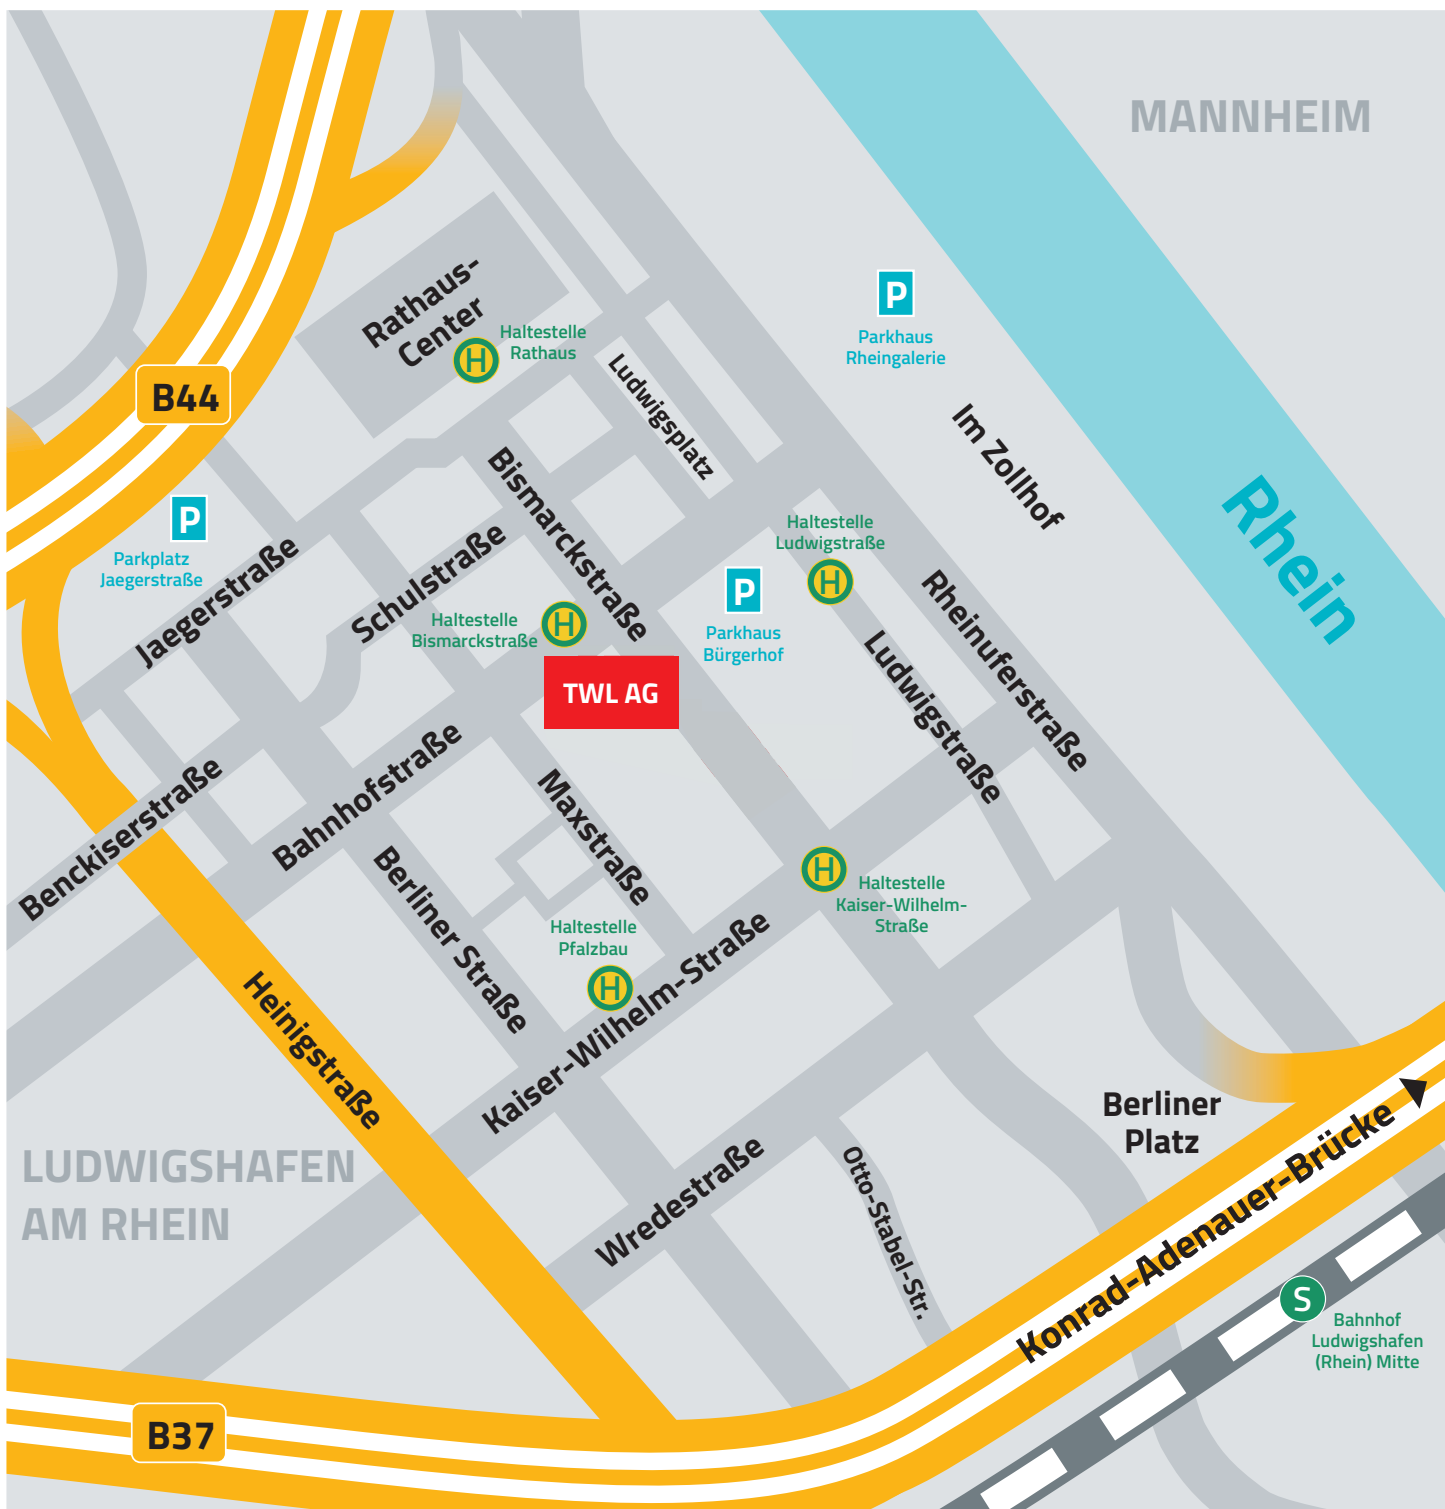 MANNHEIM
Rathaus-
Center
Haltestelle
Rathaus
P
Parkhaus
Rheingalerie
H
Ludwigsplatz
B44
Im Zollhof
Rhein
Bismarckstraße
P
Parkplatz
Jaegerstraße
Jaegerstraße
Schulstraße
Haltestelle
Ludwigstraße
H
P
Parkhaus
Bürgerhof
Haltestelle
Bismarckstraße
H
TWL AG
Rheinuferstraße
Ludwigstraße
Benckiserstraße
Bahnhofstraße
Maxstraße
Berliner Straße
H
Haltestelle
Kaiser-Wilhelm-
Straße
Haltestelle
Pfalzbau
H
Kaiser-Wilhelm-Straße
Heinigstraße
Berliner
Platz
LUDWIGSHAFEN
AM RHEIN
Wredestraße
Otto-Stabel-Str.
Konrad-Adenauer-Brücke
S
Bahnhof
Ludwigshafen
(Rhein) Mitte
B37